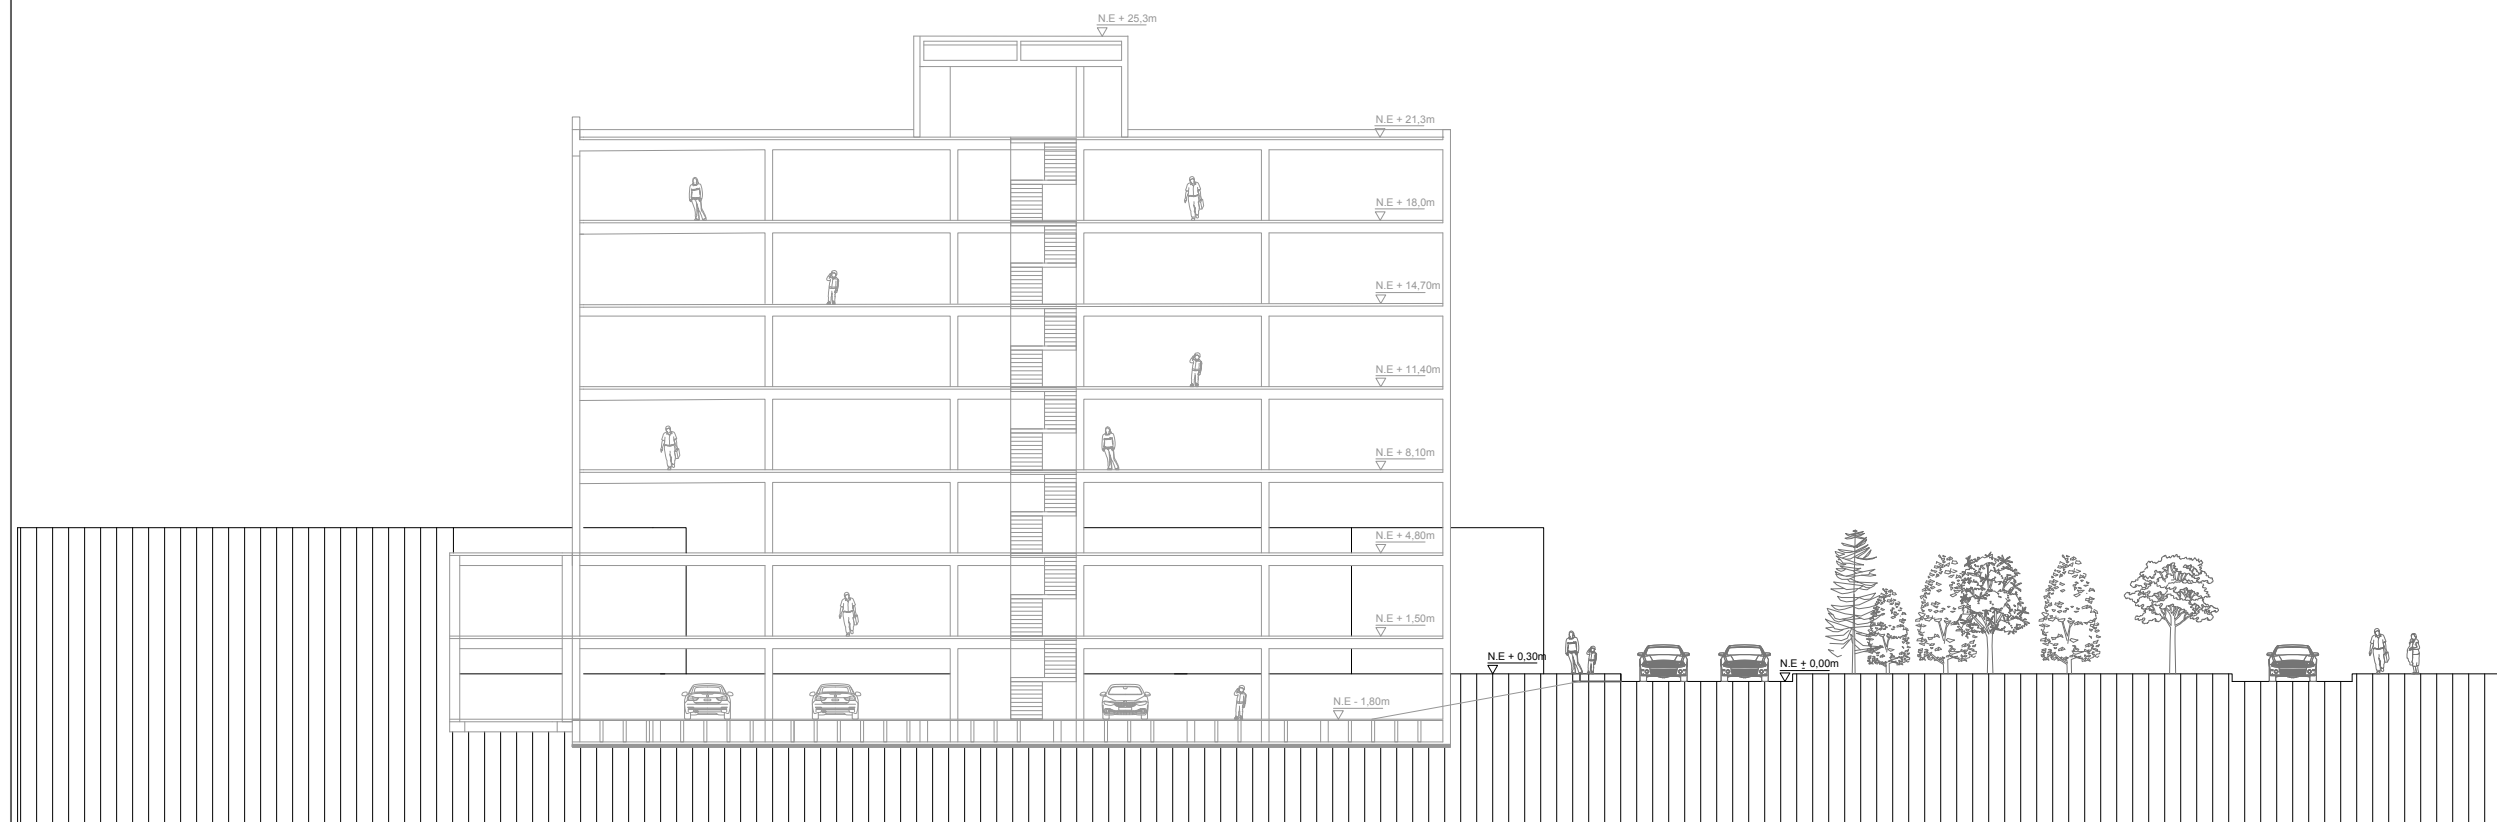 N.E + 25,3m
N.E + 21,3m
N.E + 18,0m
N.E + 14,70m
N.E + 11,40m
N.E + 8,10m
N.E + 4,80m
N.E + 1,50m
N.E + 0,30m
N.E ± 0,00m
N.E - 1,80m